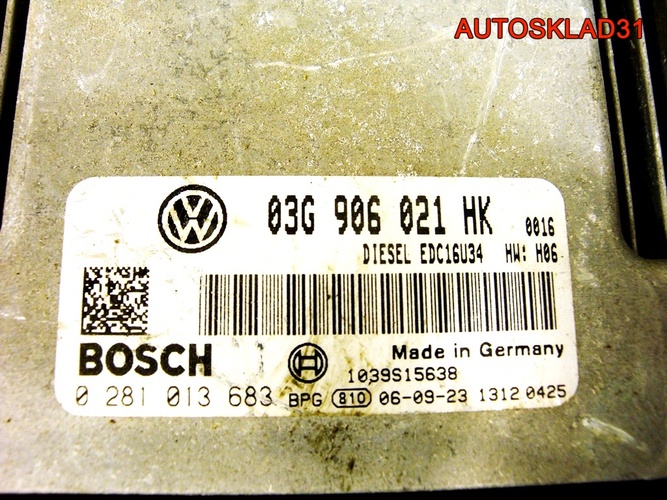 AUTOSKLAD31
03G 906 021 HK 0016
DIESEL EDC16U34 HW: H06
BOSCH
Made in Germany
1039S15638
0 281 013 683 BPG 810 06-09-23 1312 0425